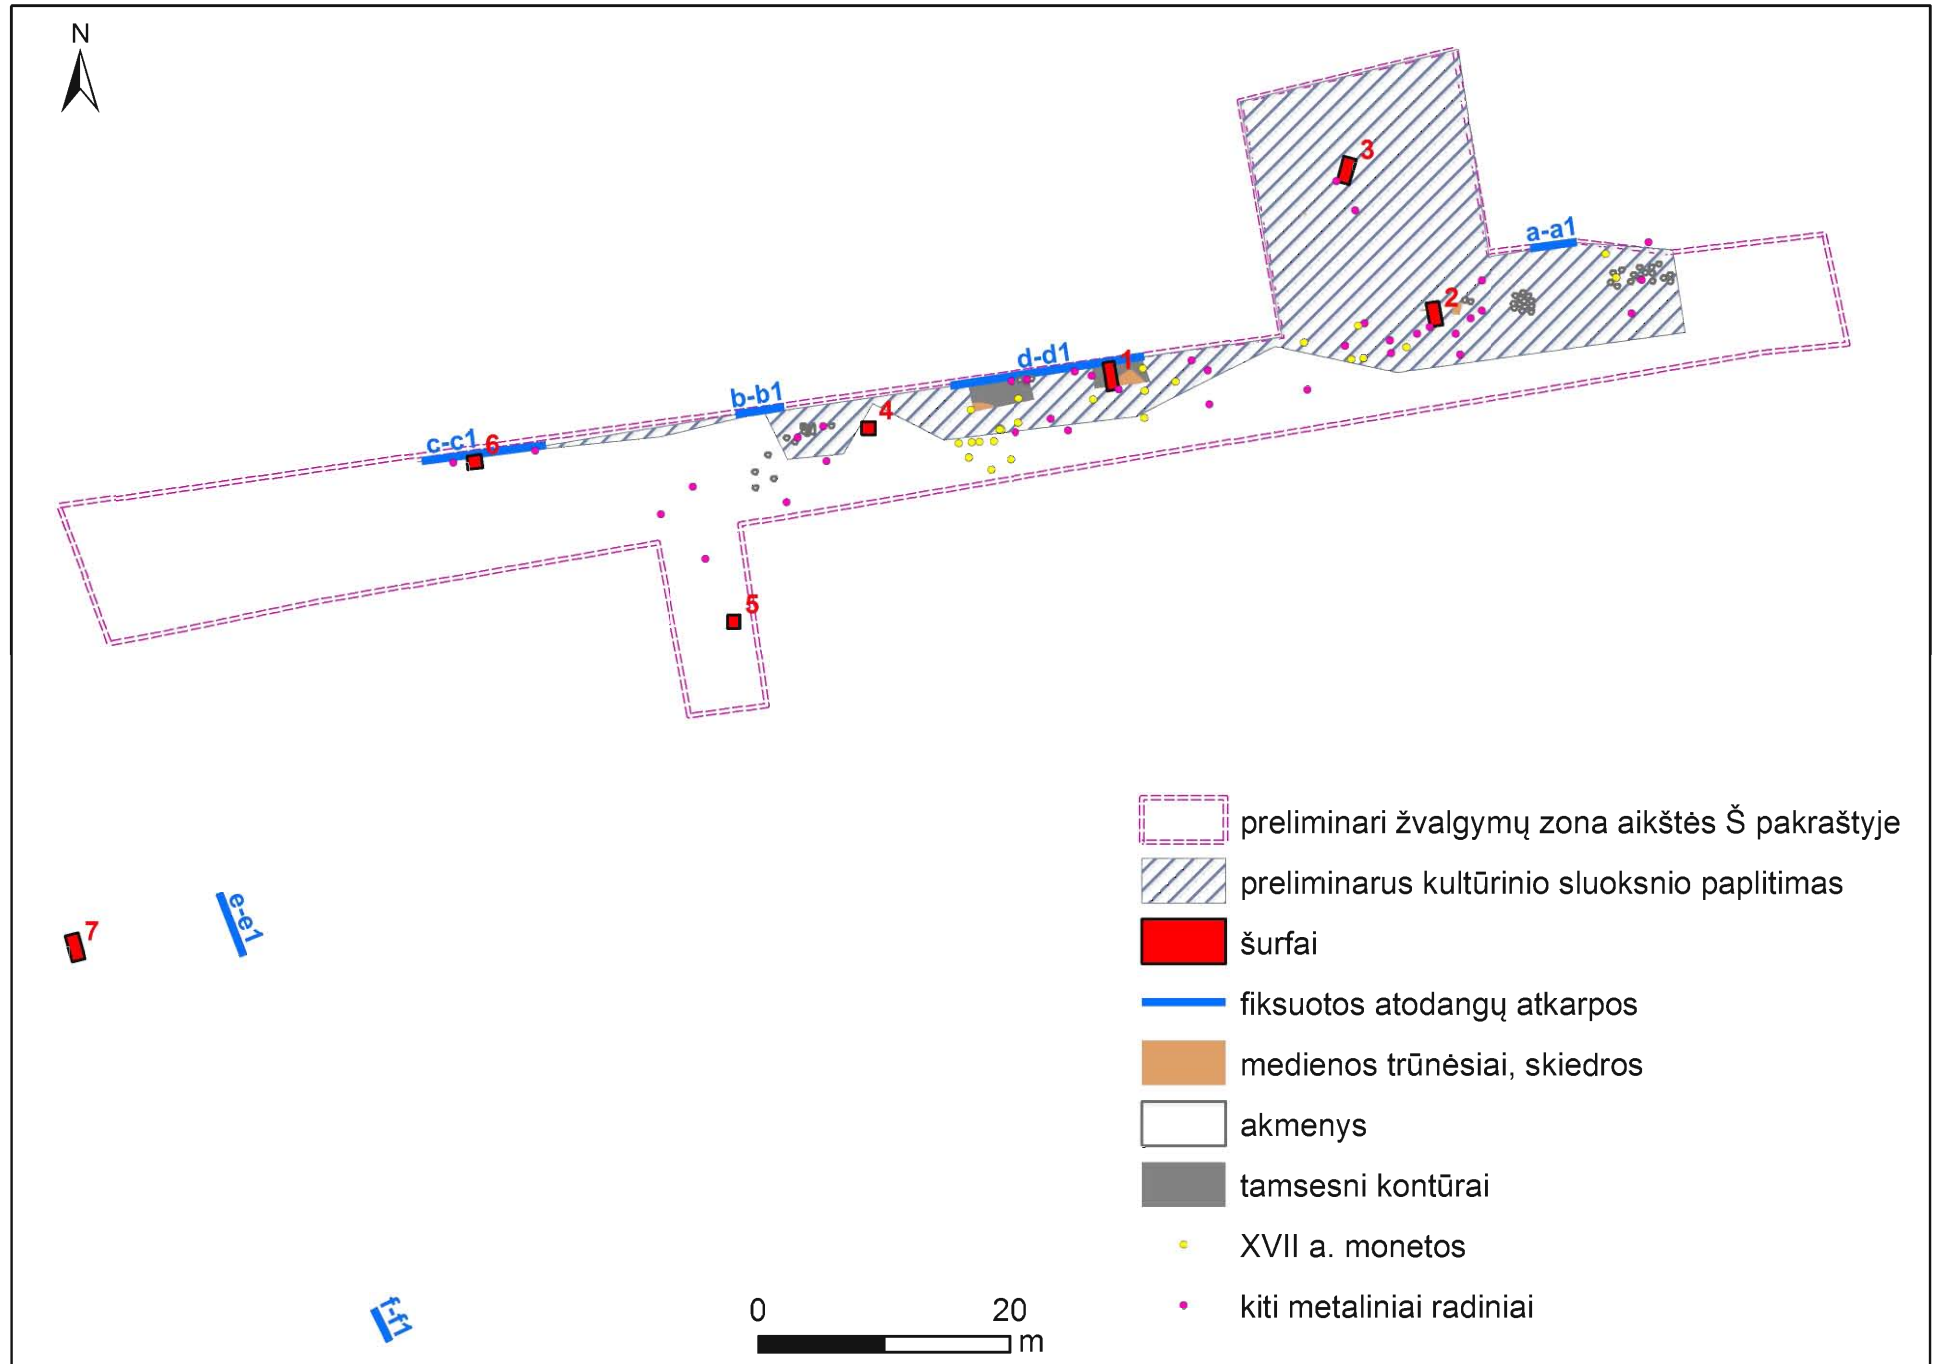 N
3
a-a1
2
d-d1
1
b-b1
4
c-c1
6
5
preliminari žvalgymų zona aikštės Š pakraštyje
preliminarus kultūrinio sluoksnio paplitimas
e-e1
7
šurfai
fiksuotos atodangų atkarpos
medienos trūnėsiai, skiedros
akmenys
tamsesni kontūrai
XVII a. monetos
kiti metaliniai radiniai
f-f1
0 20
m